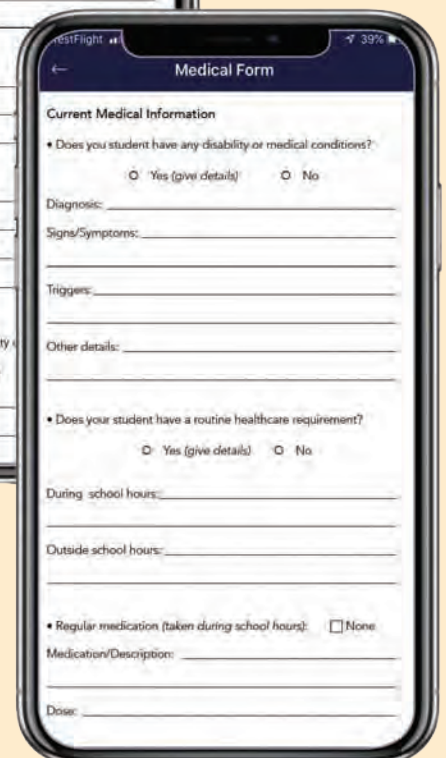 39%
←
Medical Form
Current Medical Information
• Does you student have any disability or medical conditions?
Yes (give details) No
Diagnosis:
Signs/Symptoms:
Triggers:
Other details:
• Does your student have a routine healthcare requirement?
Yes (give details) No
During school hours:
Outside school hours:
• Regular medication (taken during school hours): None
Medication/Description:
Dose: